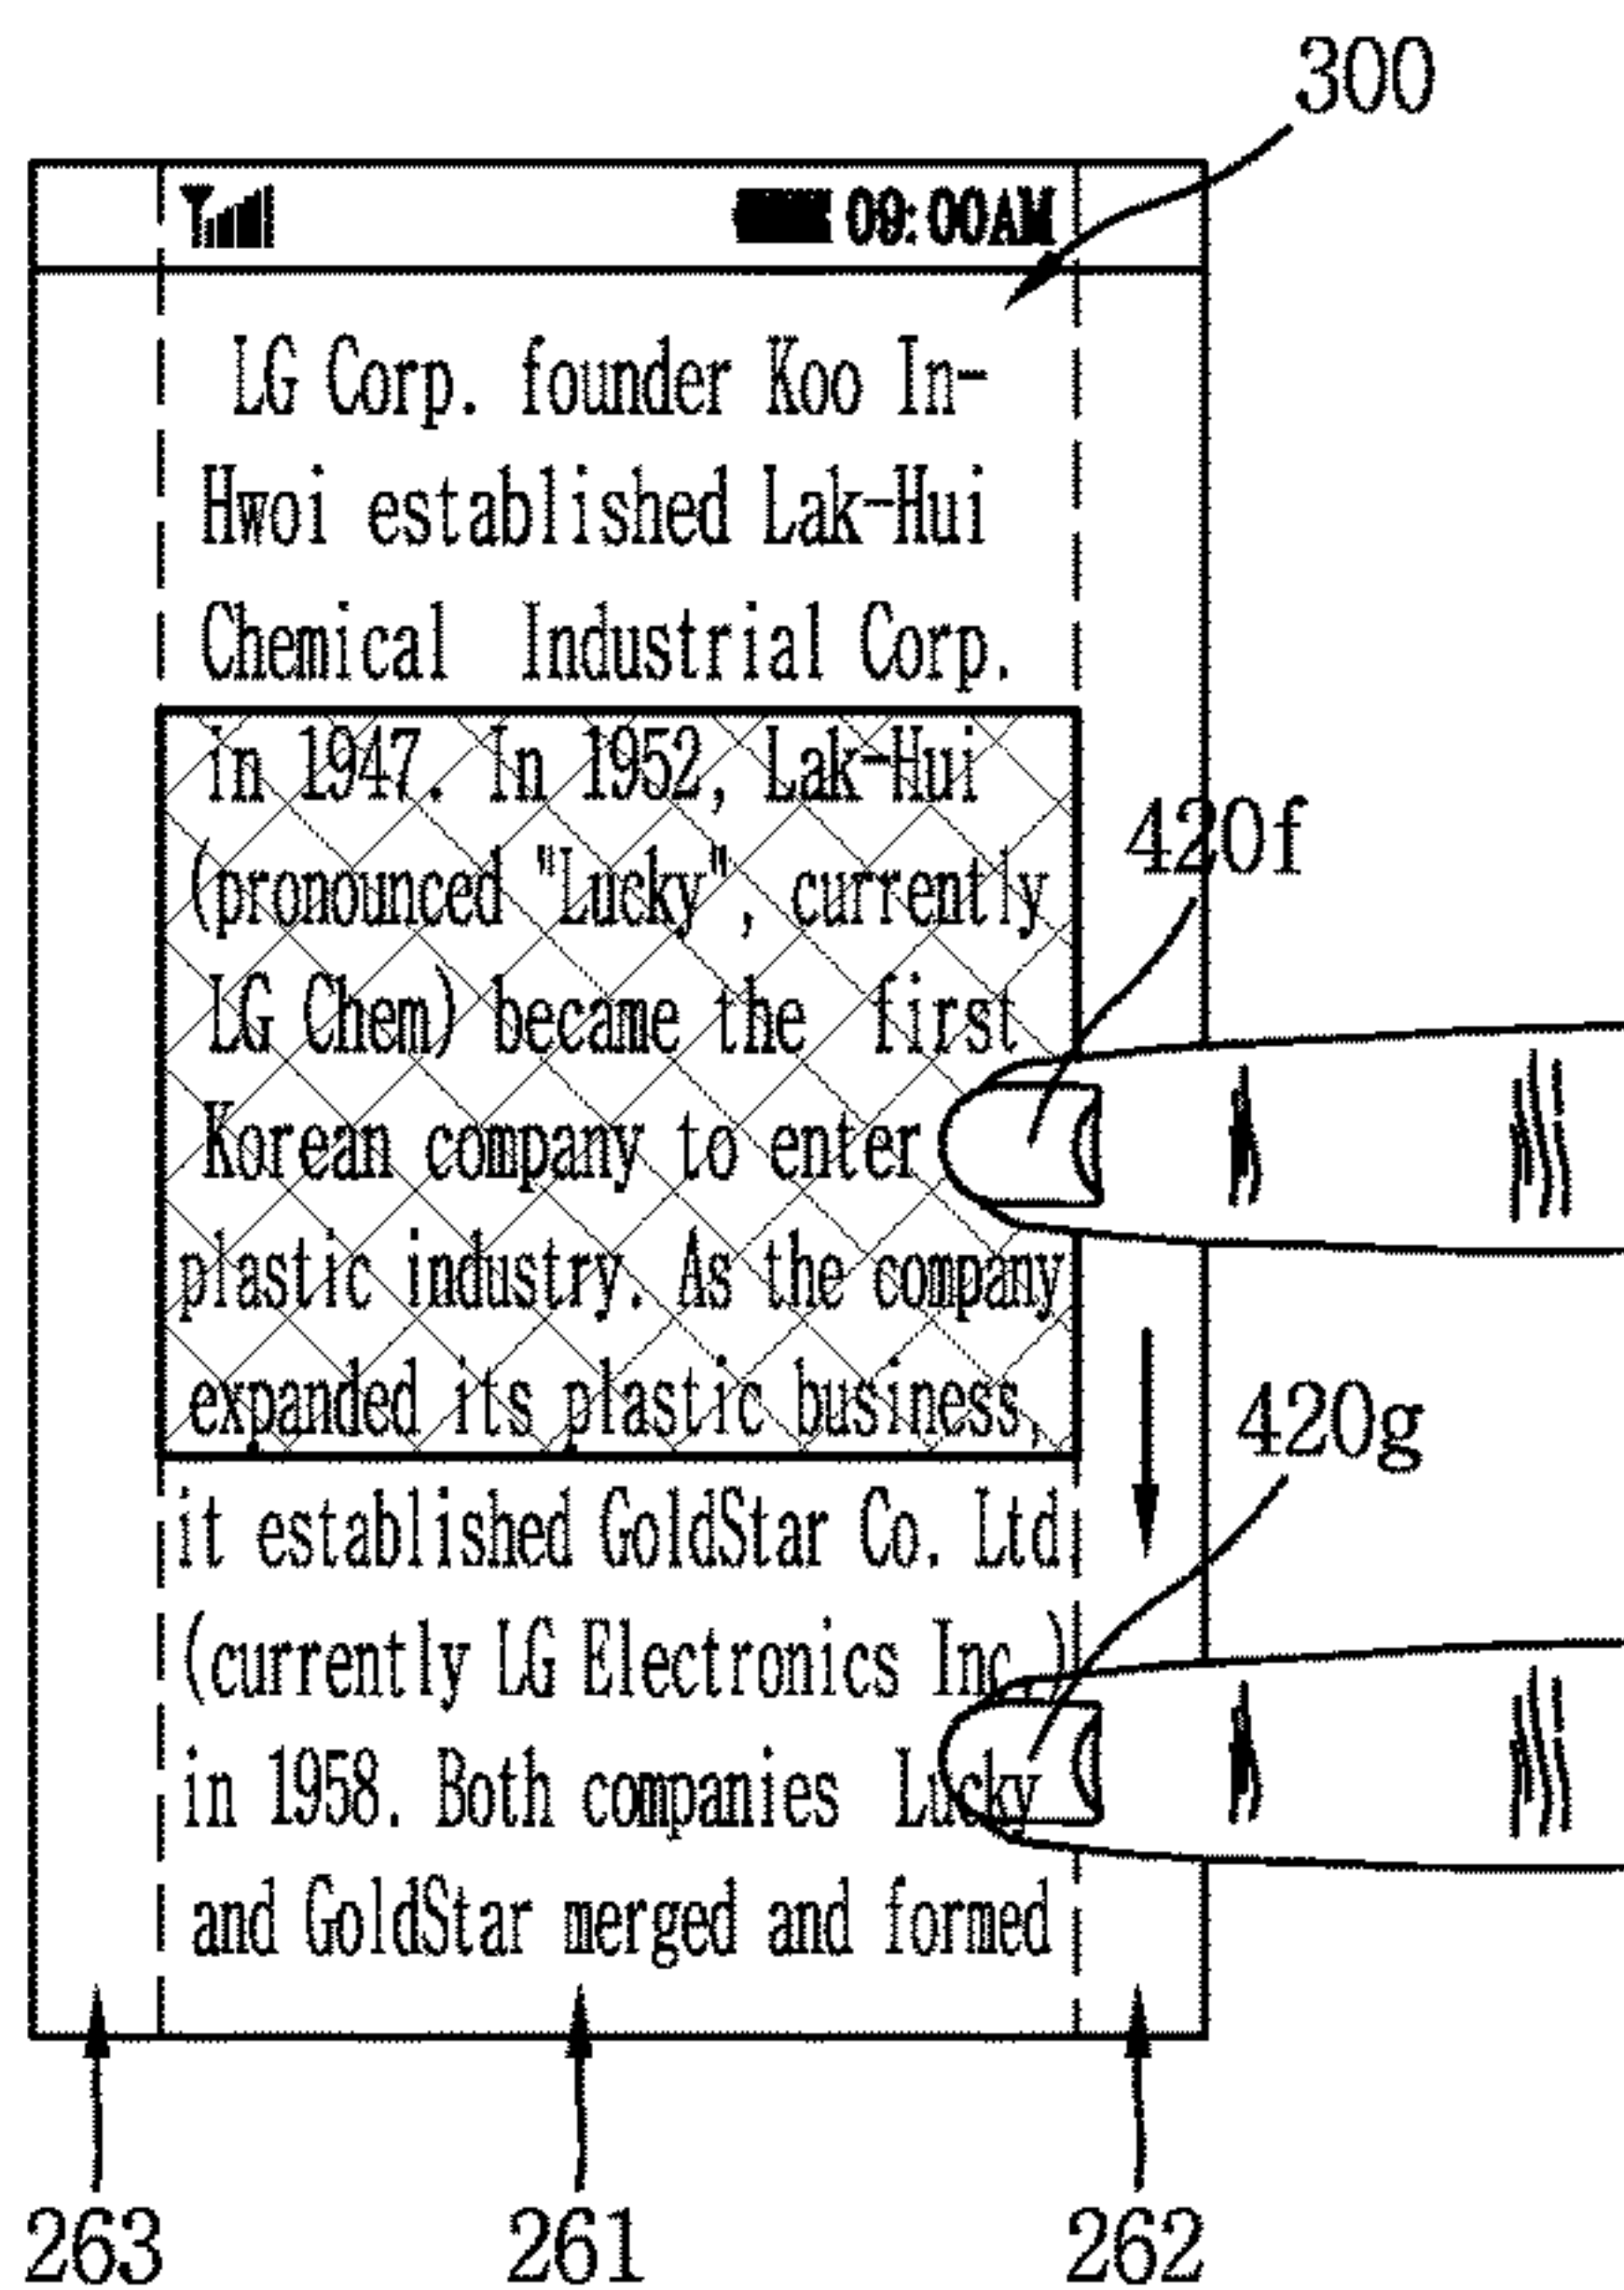 300
09:00AM
LG Corp. founder Koo In-
Hwoi established Lak-Hui
Chemical Industrial Corp.
in 1947. In 1952, Lak-Hui
(pronounced "Lucky", currently
LG Chem) became the first
Korean company to enter
plastic industry. As the company
expanded its plastic business,
it established GoldStar Co. Ltd.
(currently LG Electronics Inc.)
in 1958. Both companies Lucky
and GoldStar merged and formed
420f
420g
263 261 262